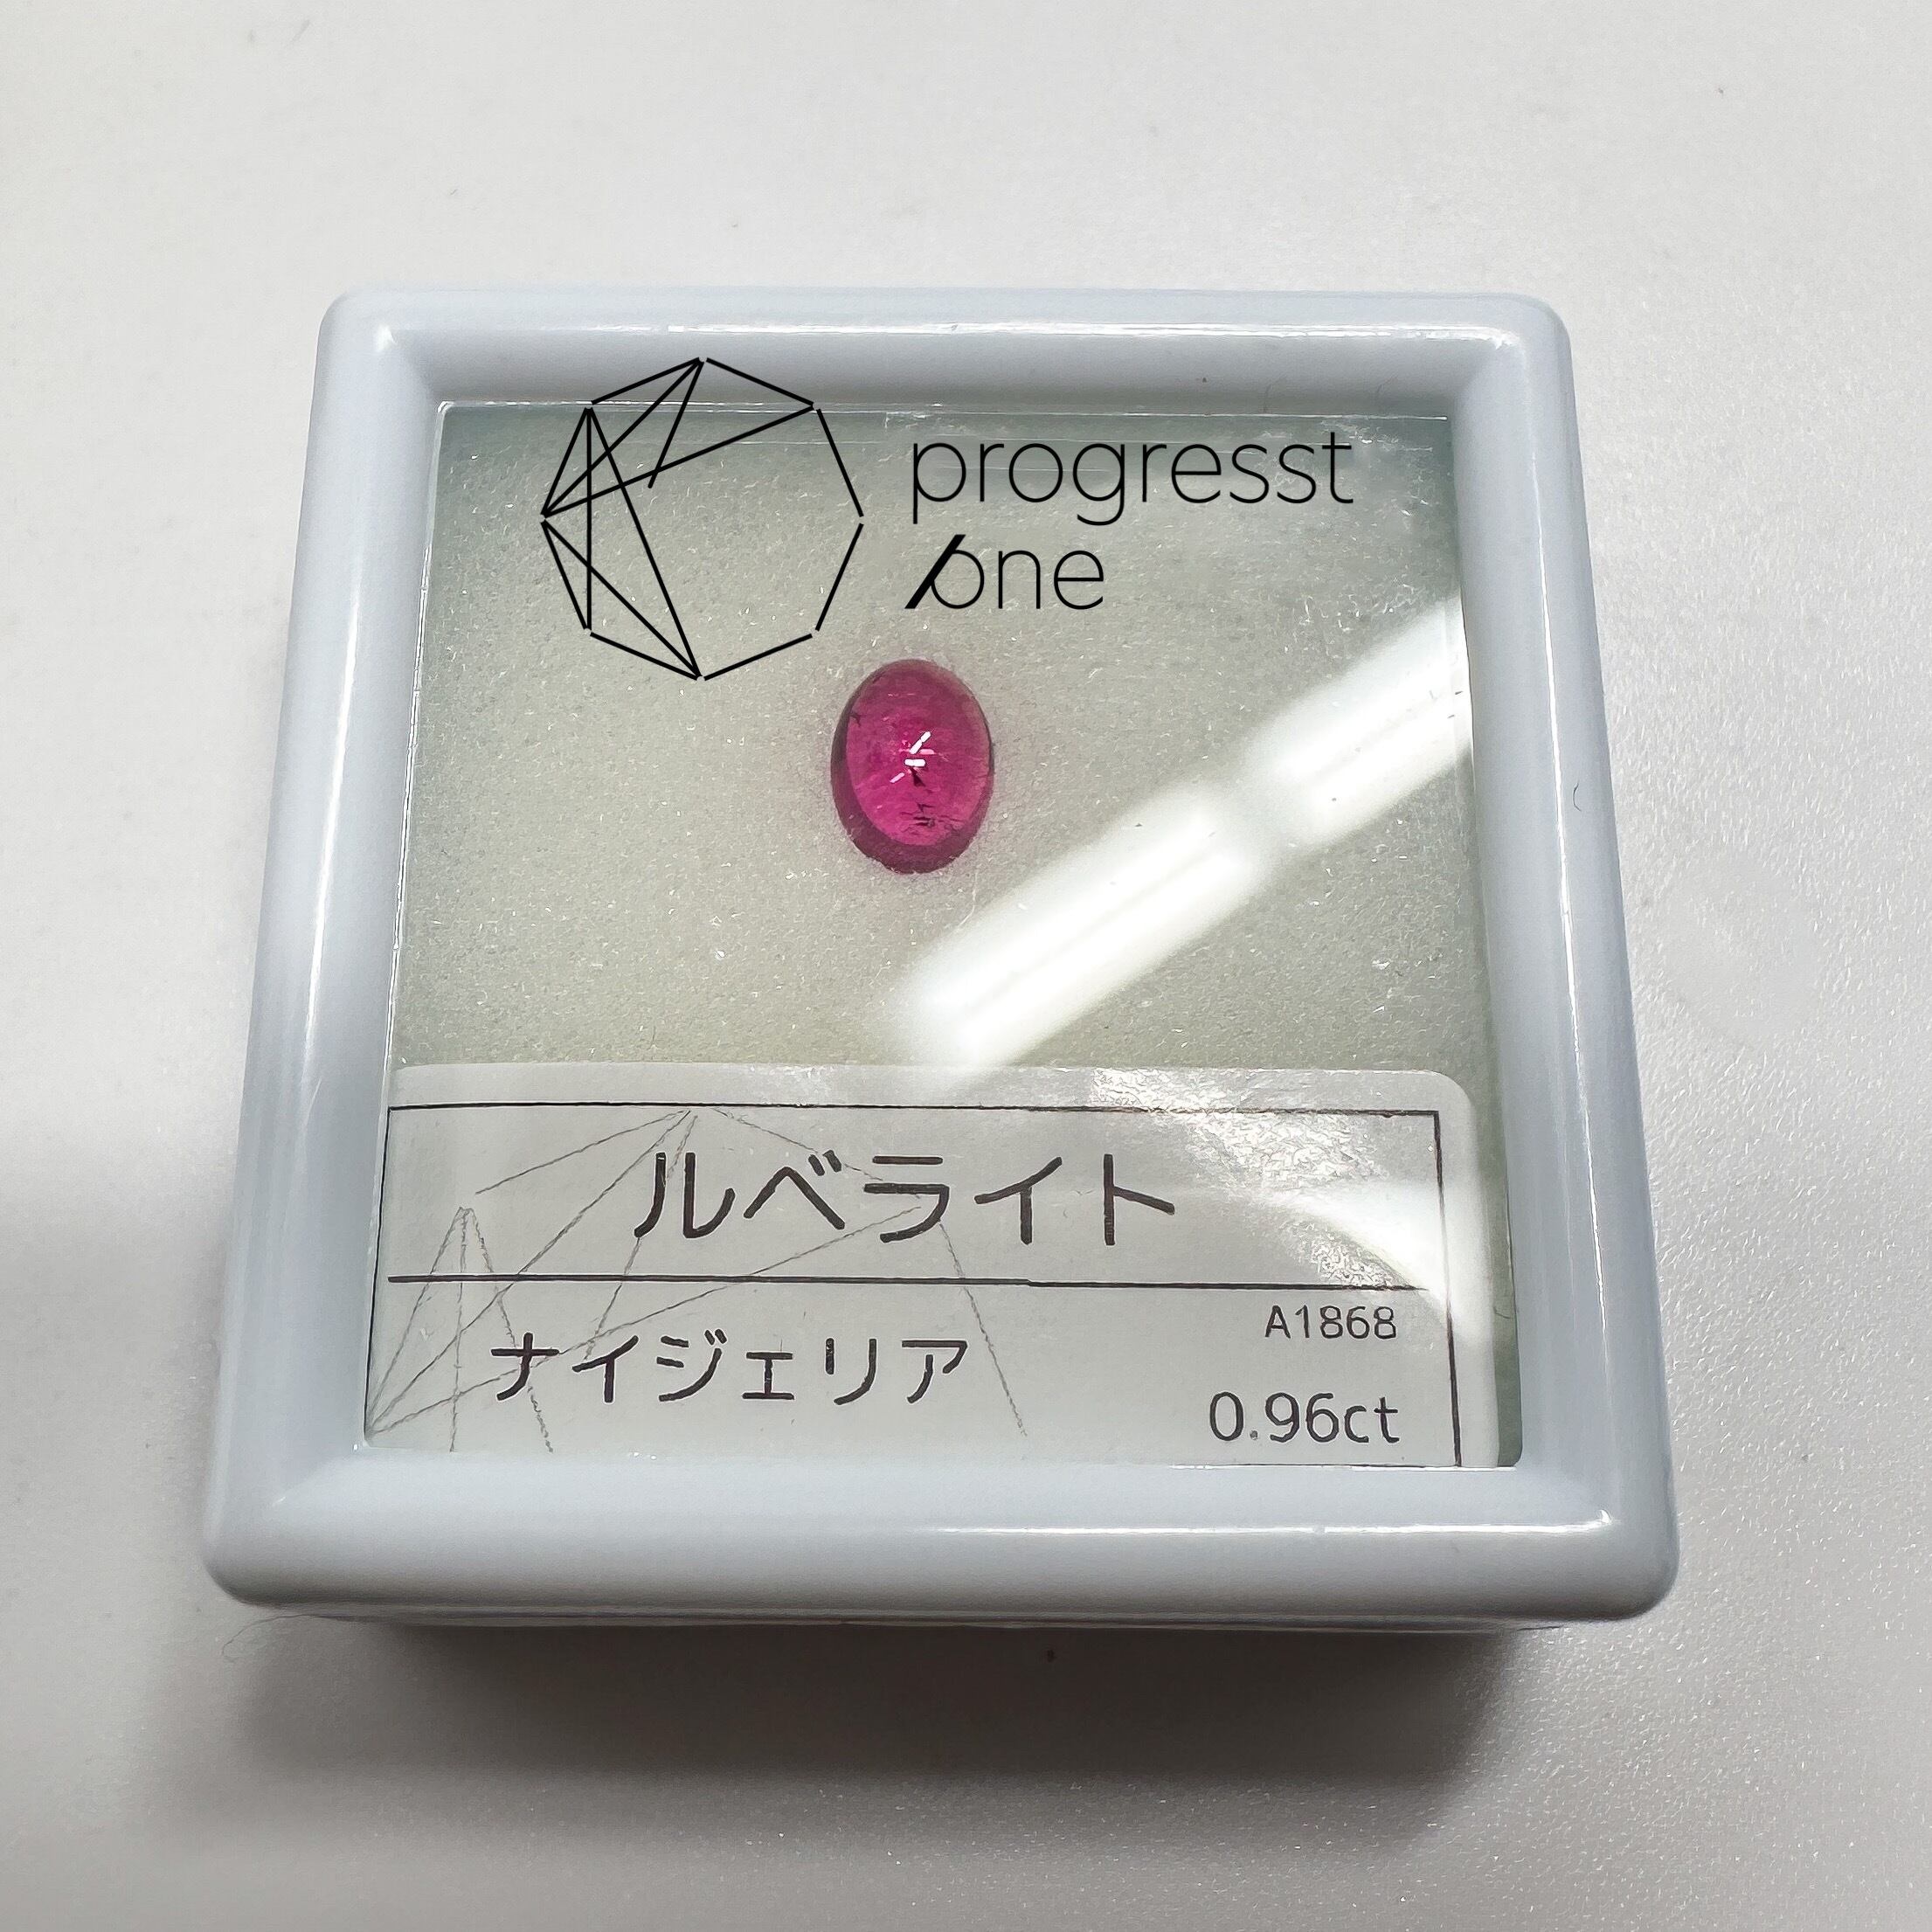 progresst
one
ルベライト
ナイジェリア
A1868
0.96ct